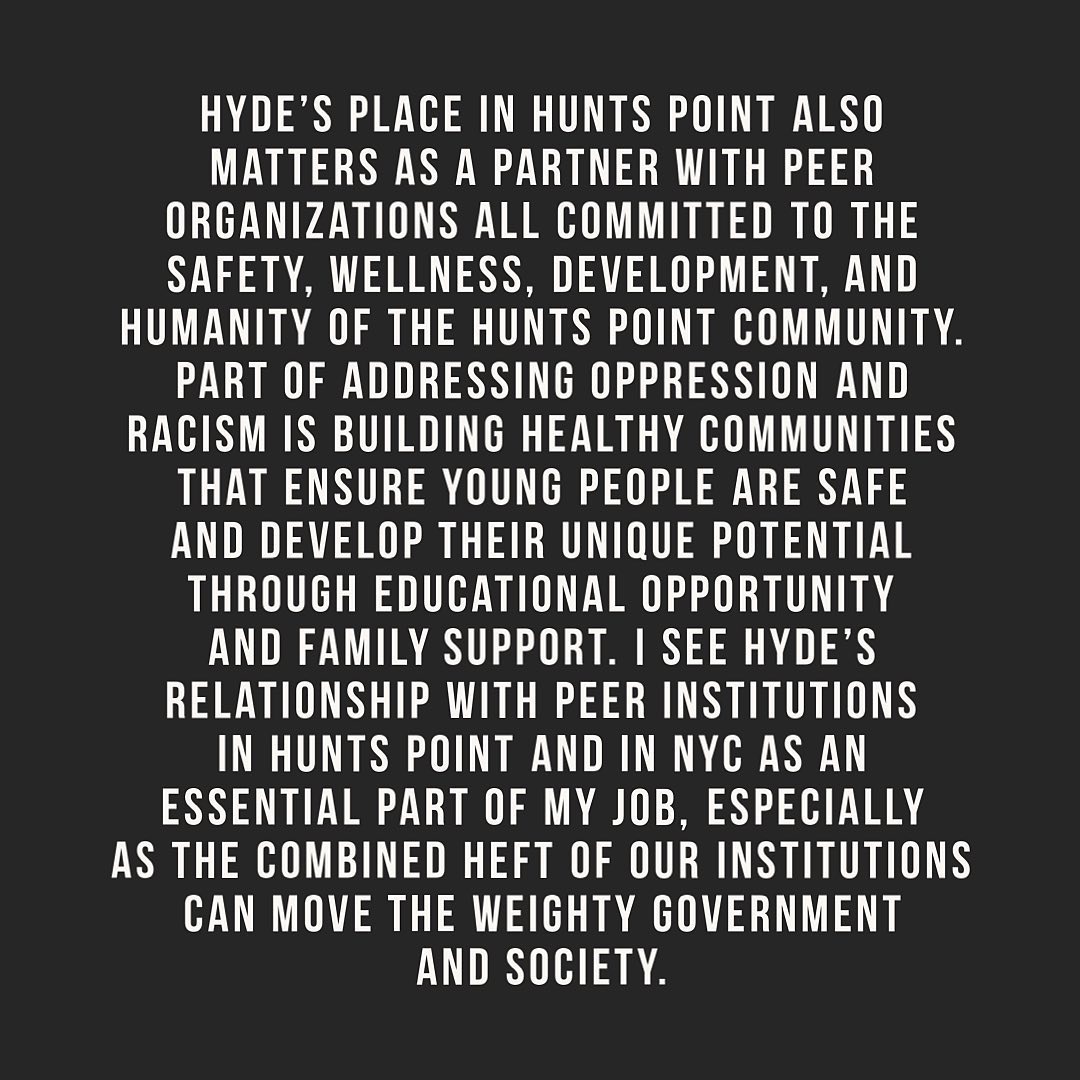 HYDE’S PLACE IN HUNTS POINT ALSO
MATTERS AS A PARTNER WITH PEER
ORGANIZATIONS ALL COMMITTED TO THE
SAFETY, WELLNESS, DEVELOPMENT, AND
HUMANITY OF THE HUNTS POINT COMMUNITY.
PART OF ADDRESSING OPPRESSION AND
RACISM IS BUILDING HEALTHY COMMUNITIES
THAT ENSURE YOUNG PEOPLE ARE SAFE
AND DEVELOP THEIR UNIQUE POTENTIAL
THROUGH EDUCATIONAL OPPORTUNITY
AND FAMILY SUPPORT. I SEE HYDE’S
RELATIONSHIP WITH PEER INSTITUTIONS
IN HUNTS POINT AND IN NYC AS AN
ESSENTIAL PART OF MY JOB, ESPECIALLY
AS THE COMBINED HEFT OF OUR INSTITUTIONS
CAN MOVE THE WEIGHTY GOVERNMENT
AND SOCIETY.